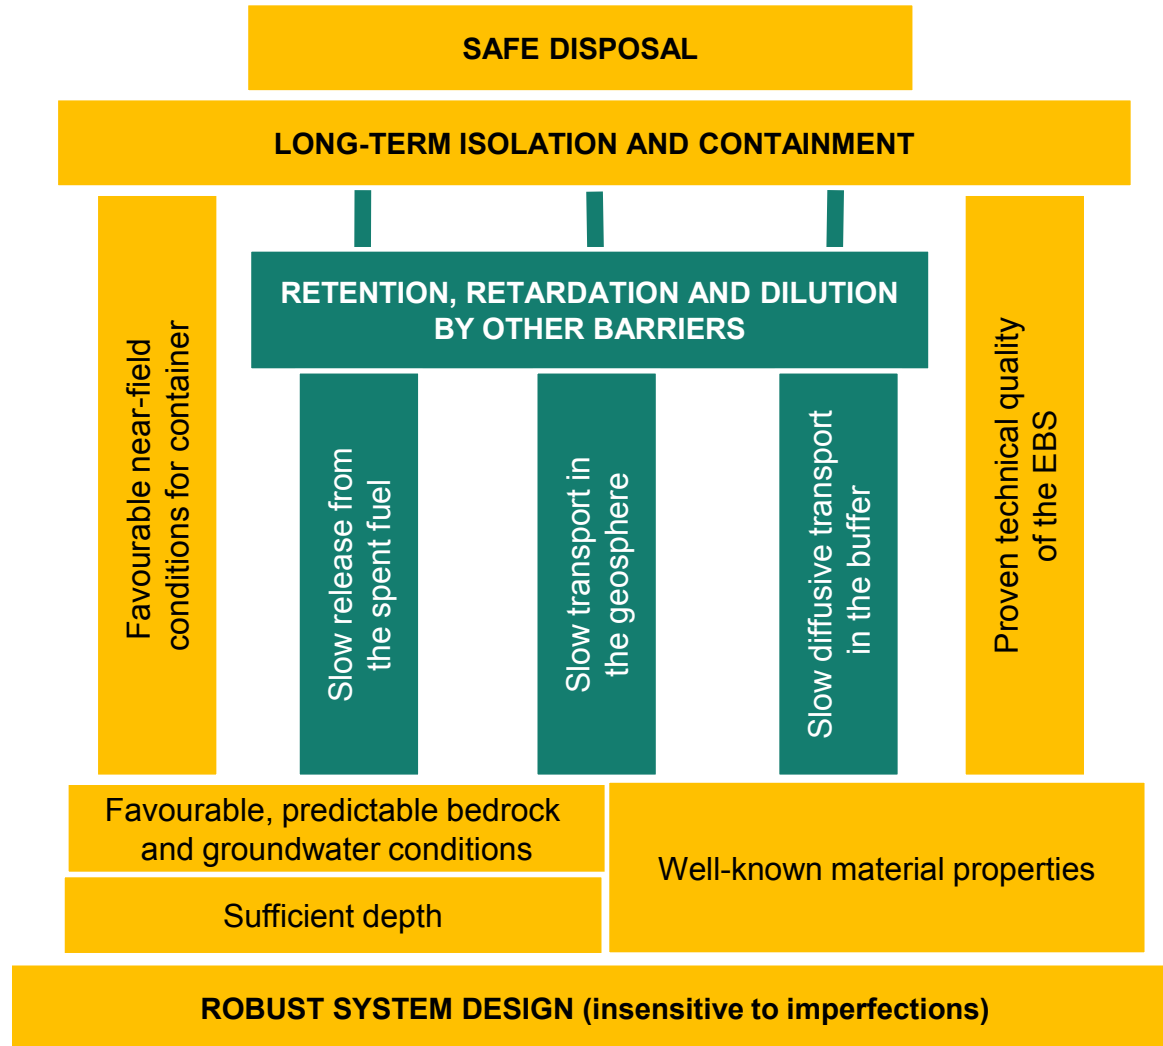 SAFE DISPOSAL
LONG-TERM ISOLATION AND CONTAINMENT
RETENTION, RETARDATION AND DILUTION
BY OTHER BARRIERS
Favourable near-field
conditions for container
Slow release from
the spent fuel
Slow transport in
the geosphere
Slow diffusive transport
in the buffer
Proven technical quality
of the EBS
Favourable, predictable bedrock
and groundwater conditions
Well-known material properties
Sufficient depth
ROBUST SYSTEM DESIGN (insensitive to imperfections)